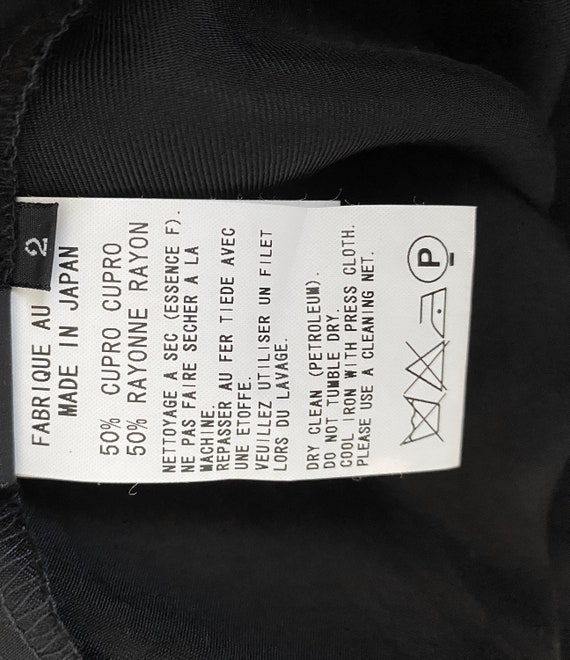 2
FABRIQUE AU
MADE IN JAPAN
50% CUPRO CUPRO
50% RAYONNE RAYON
NETTOYAGE A SEC (ESSENCE F).
NE PAS FAIRE SECHER A LA
MACHINE.
REPASSER AU FER TIEDE AVEC
UNE ETOFFE.
VEUILLEZ UTILISER UN FILET
LORS DU LAVAGE.
DRY CLEAN (PETROLEUM).
DO NOT TUMBLE DRY.
COOL IRON WITH PRESS CLOTH.
PLEASE USE A CLEANING NET.
P